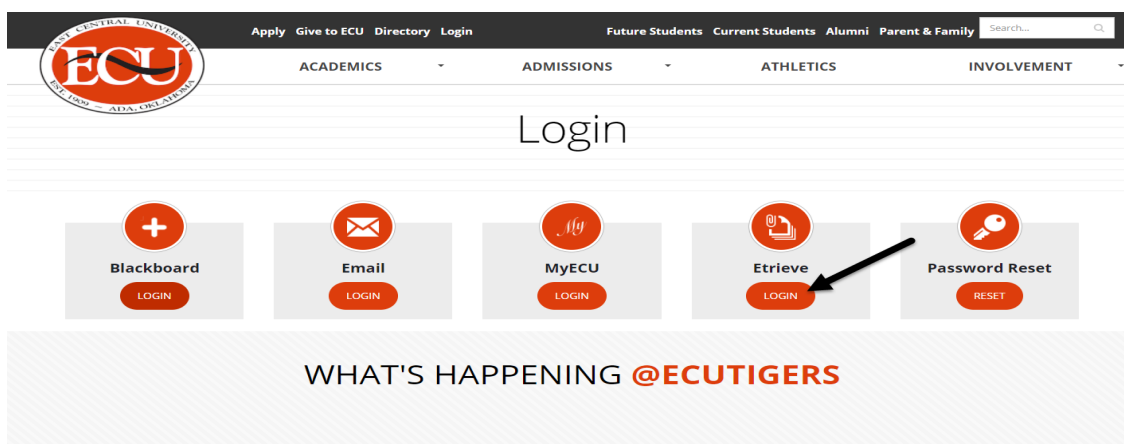 EAST CENTRAL UNIVERSITY
ECU
EST. 1909 – ADA, OKLAHOMA
Apply Give to ECU Directory Login
Future Students Current Students Alumni Parent & Family Search...
ACADEMICS ADMISSIONS ATHLETICS INVOLVEMENT
Login
My
Blackboard Email MyECU Etrieve Password Reset
LOGIN LOGIN LOGIN LOGIN RESET
WHAT'S HAPPENING @ECUTIGERS